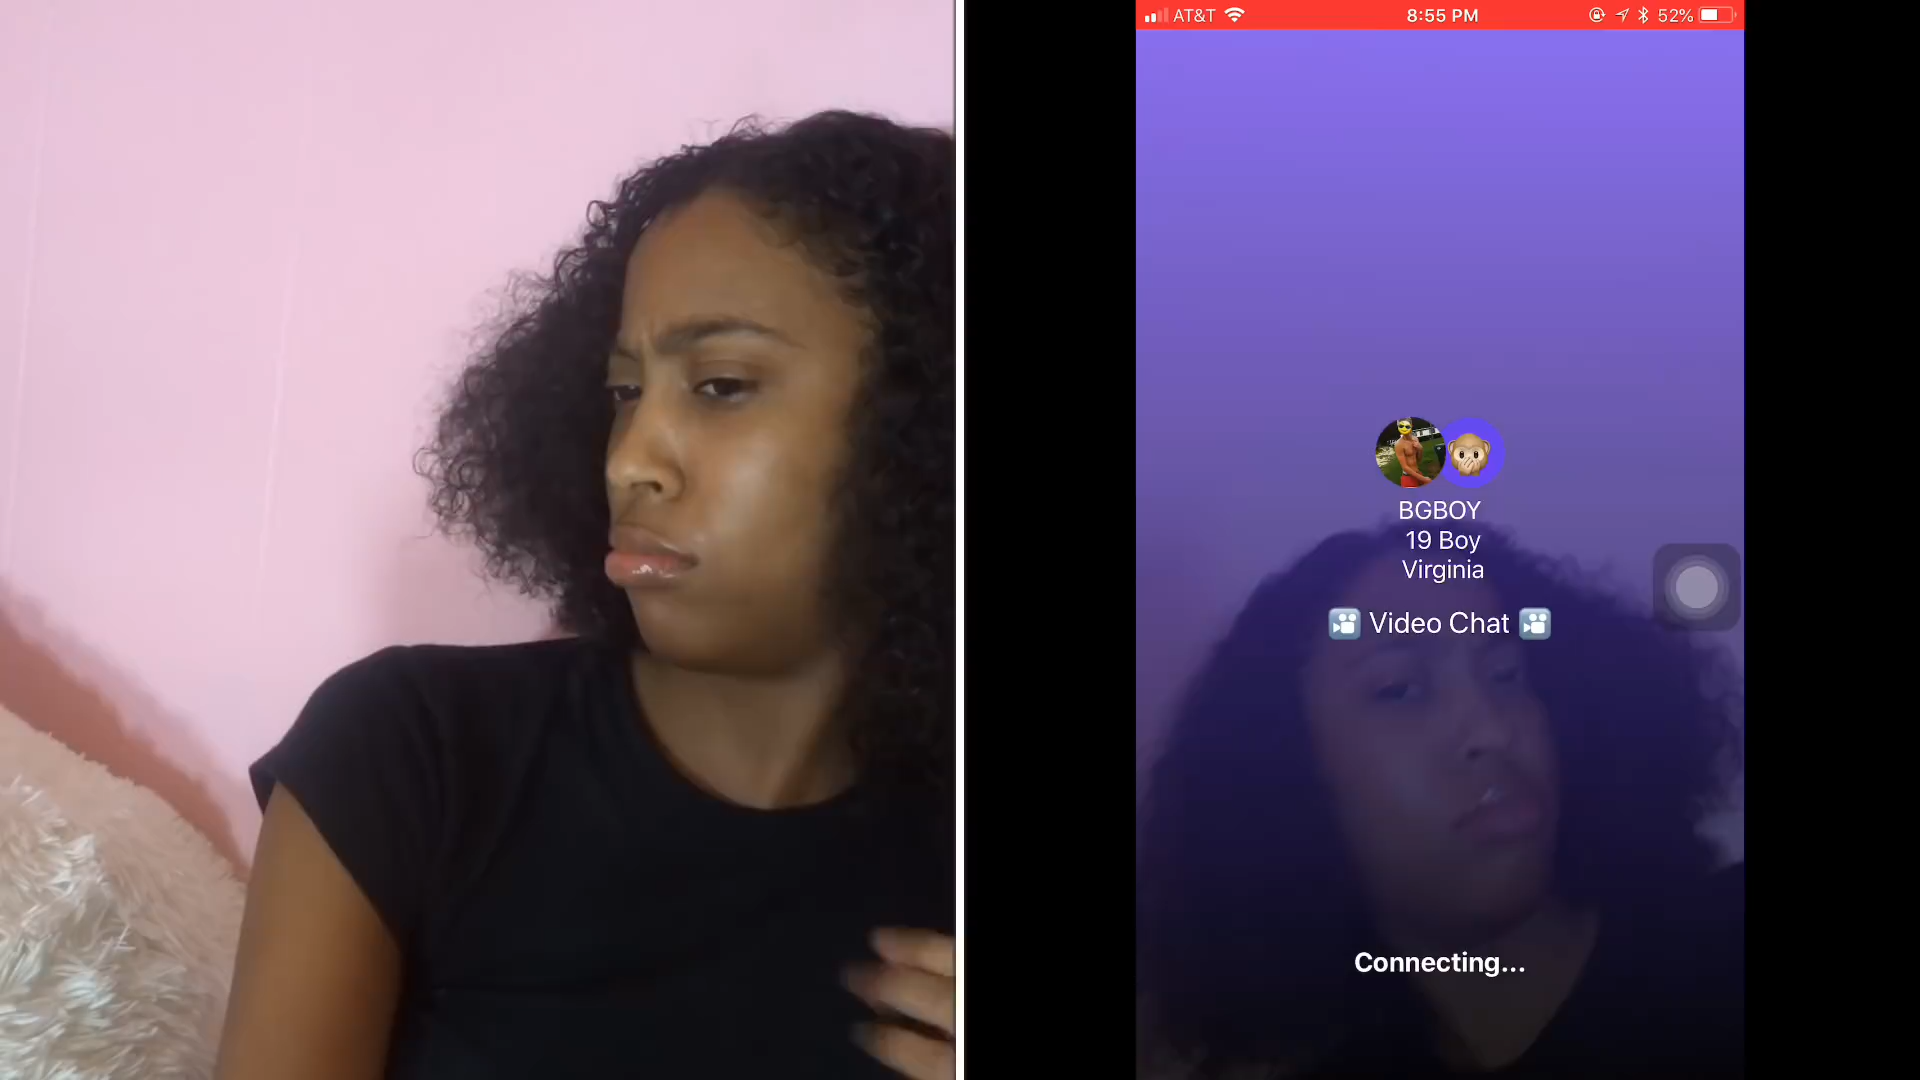 AT&T
8:55 PM
52%
BGBOY
19 Boy
Virginia
Video Chat
Connecting...